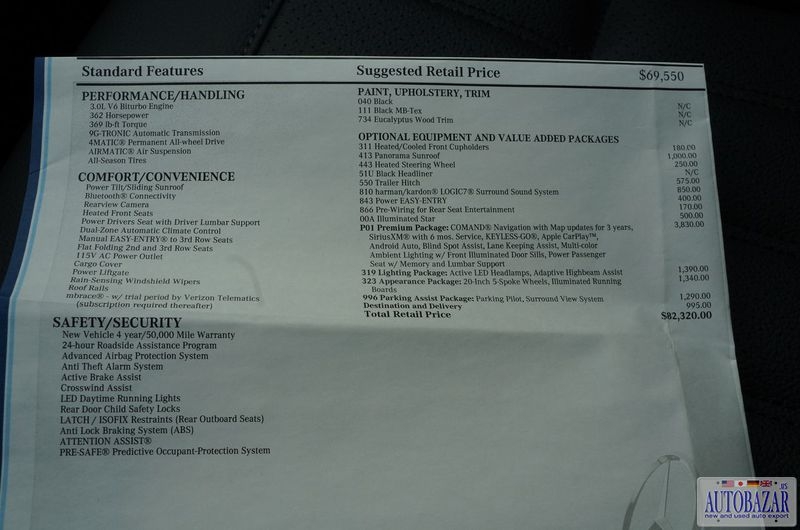 Standard Features
PERFORMANCE/HANDLING
3.0L V6 Biturbo Engine
362 Horsepower
369 lb-ft Torque
9G-TRONIC Automatic Transmission
4MATIC® Permanent All-wheel Drive
AIRMATIC® Air Suspension
All-Season Tires
COMFORT/CONVENIENCE
Power Tilt/Sliding Sunroof
Bluetooth® Connectivity
Rearview Camera
Heated Front Seats
Power Drivers Seat with Driver Lumbar Support
Dual-Zone Automatic Climate Control
Manual EASY-ENTRY® to 3rd Row Seats
Flat Folding 2nd and 3rd Row Seats
115V AC Power Outlet
Cargo Cover
Power Liftgate
Rain-Sensing Windshield Wipers
Roof Rails
mbrace® - w/ trial period by Verizon Telematics
(subscription required thereafter)
SAFETY/SECURITY
New Vehicle 4 year/50,000 Mile Warranty
24-hour Roadside Assistance Program
Advanced Airbag Protection System
Anti Theft Alarm System
Active Brake Assist
Crosswind Assist
LED Daytime Running Lights
Rear Door Child Safety Locks
LATCH / ISOFIX Restraints (Rear Outboard Seats)
Anti Lock Braking System (ABS)
ATTENTION ASSIST®
PRE-SAFE® Predictive Occupant-Protection System
Suggested Retail Price $69,550
PAINT, UPHOLSTERY, TRIM
040 Black N/C
111 Black MB-Tex N/C
734 Eucalyptus Wood Trim N/C
OPTIONAL EQUIPMENT AND VALUE ADDED PACKAGES
311 Heated/Cooled Front Cupholders 180.00
413 Panorama Sunroof 1,000.00
443 Heated Steering Wheel 250.00
51U Black Headliner N/C
550 Trailer Hitch 575.00
810 harman/kardon® LOGIC7® Surround Sound System 850.00
843 Power EASY-ENTRY 400.00
866 Pre-Wiring for Rear Seat Entertainment 170.00
00A Illuminated Star 500.00
P01 Premium Package: COMAND® Navigation with Map updates for 3 years, 3,830.00
SiriusXM® with 6 mos. Service, KEYLESS-GO®, Apple CarPlay™,
Android Auto, Blind Spot Assist, Lane Keeping Assist, Multi-color
Ambient Lighting w/ Front Illuminated Door Sills, Power Passenger
Seat w/ Memory and Lumbar Support
319 Lighting Package: Active LED Headlamps, Adaptive Highbeam Assist 1,390.00
323 Appearance Package: 20-Inch 5-Spoke Wheels, Illuminated Running 1,340.00
Boards
996 Parking Assist Package: Parking Pilot, Surround View System 1,290.00
Destination and Delivery 995.00
Total Retail Price $82,320.00
AUTOBAZAR.us
new and used auto export